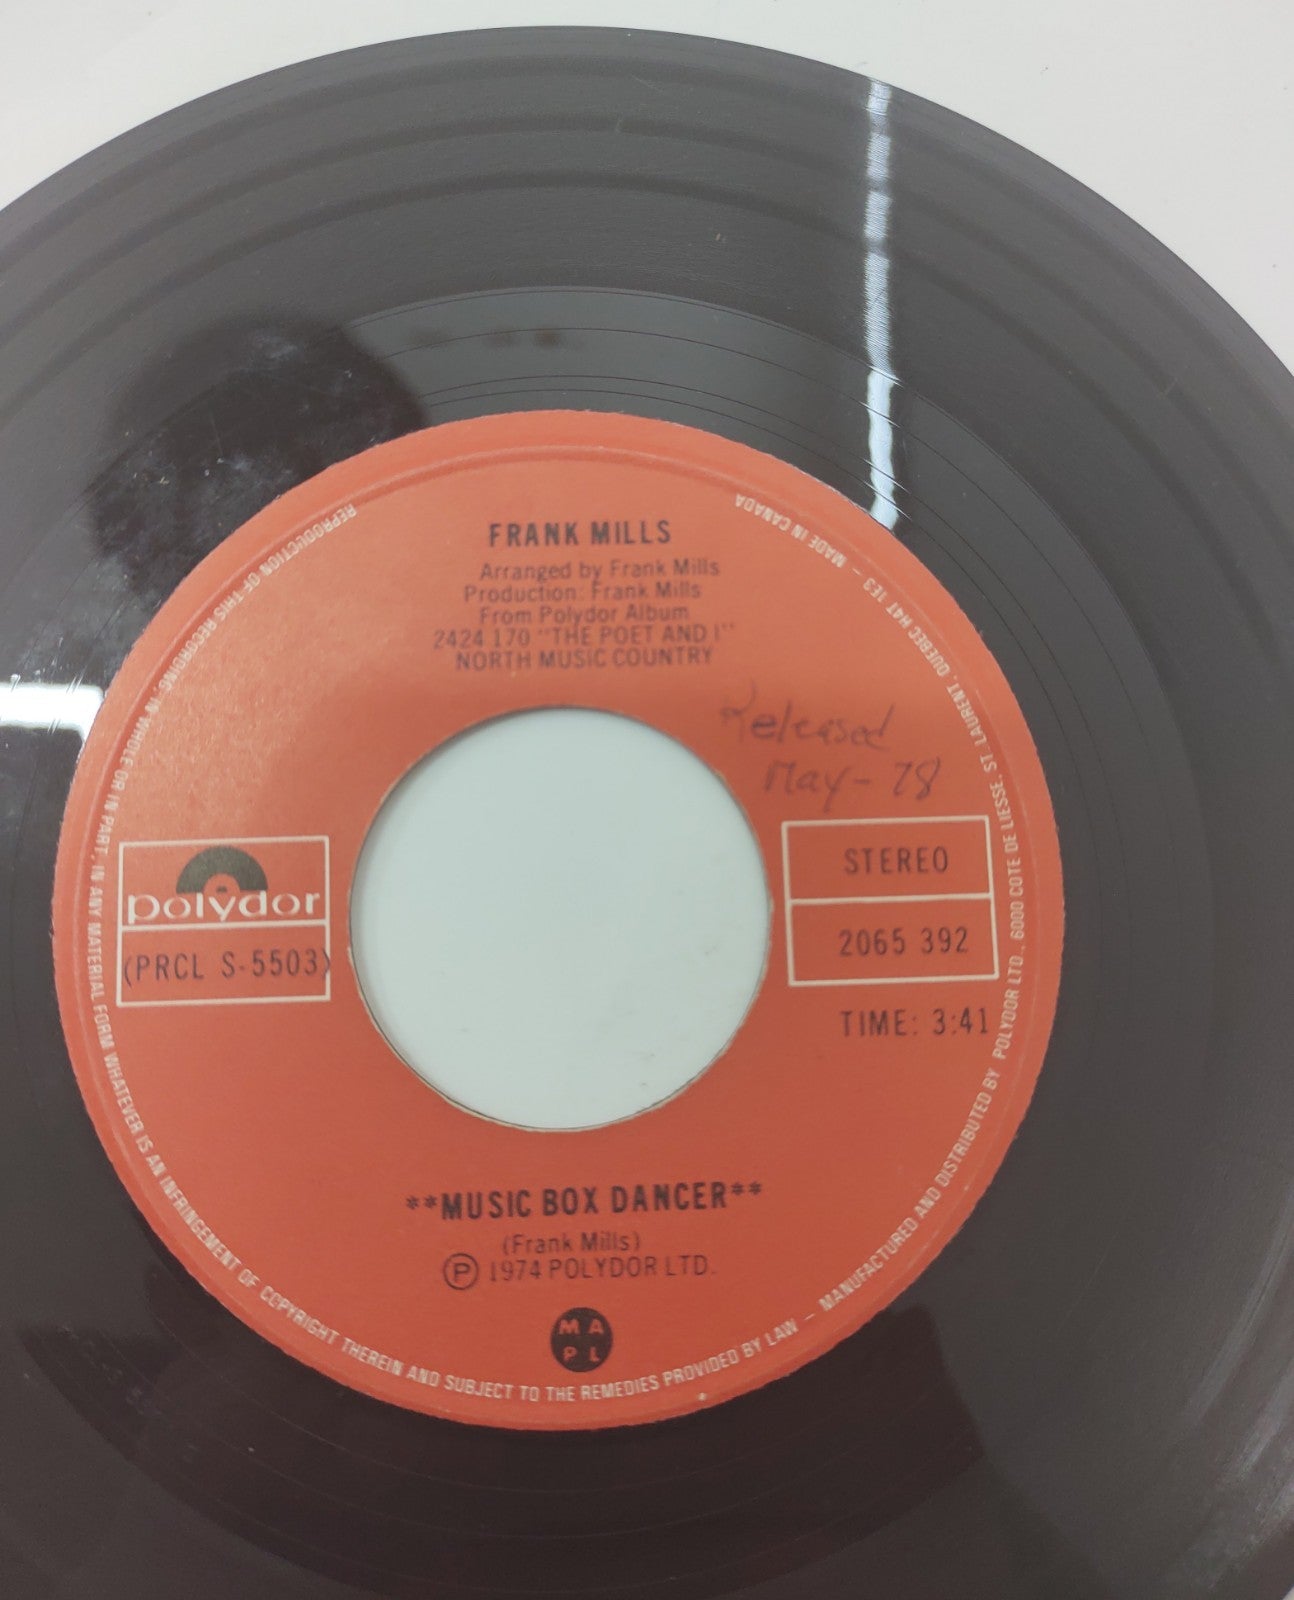 FRANK MILLS
Arranged by Frank Mills
Production: Frank Mills
From Polydor Album
2424 170 "THE POET AND I"
NORTH MUSIC COUNTRY
Released
May - 78
polydor
(PRCL S-5503)
STEREO
2065 392
TIME: 3:41
**MUSIC BOX DANCER**
(Frank Mills)
Ⓟ 1974 POLYDOR LTD.
M A
P L
REPRODUCTION OF THIS RECORDING, IN WHOLE OR IN PART, IN ANY MATERIAL FORM WHATEVER IS AN INFRINGEMENT OF COPYRIGHT THEREIN AND SUBJECT TO THE REMEDIES PROVIDED BY LAW – MANUFACTURED AND DISTRIBUTED BY POLYDOR LTD., 6000 COTE DE LIESSE, ST. LAURENT, QUEBEC H4T 1E3 – MADE IN CANADA